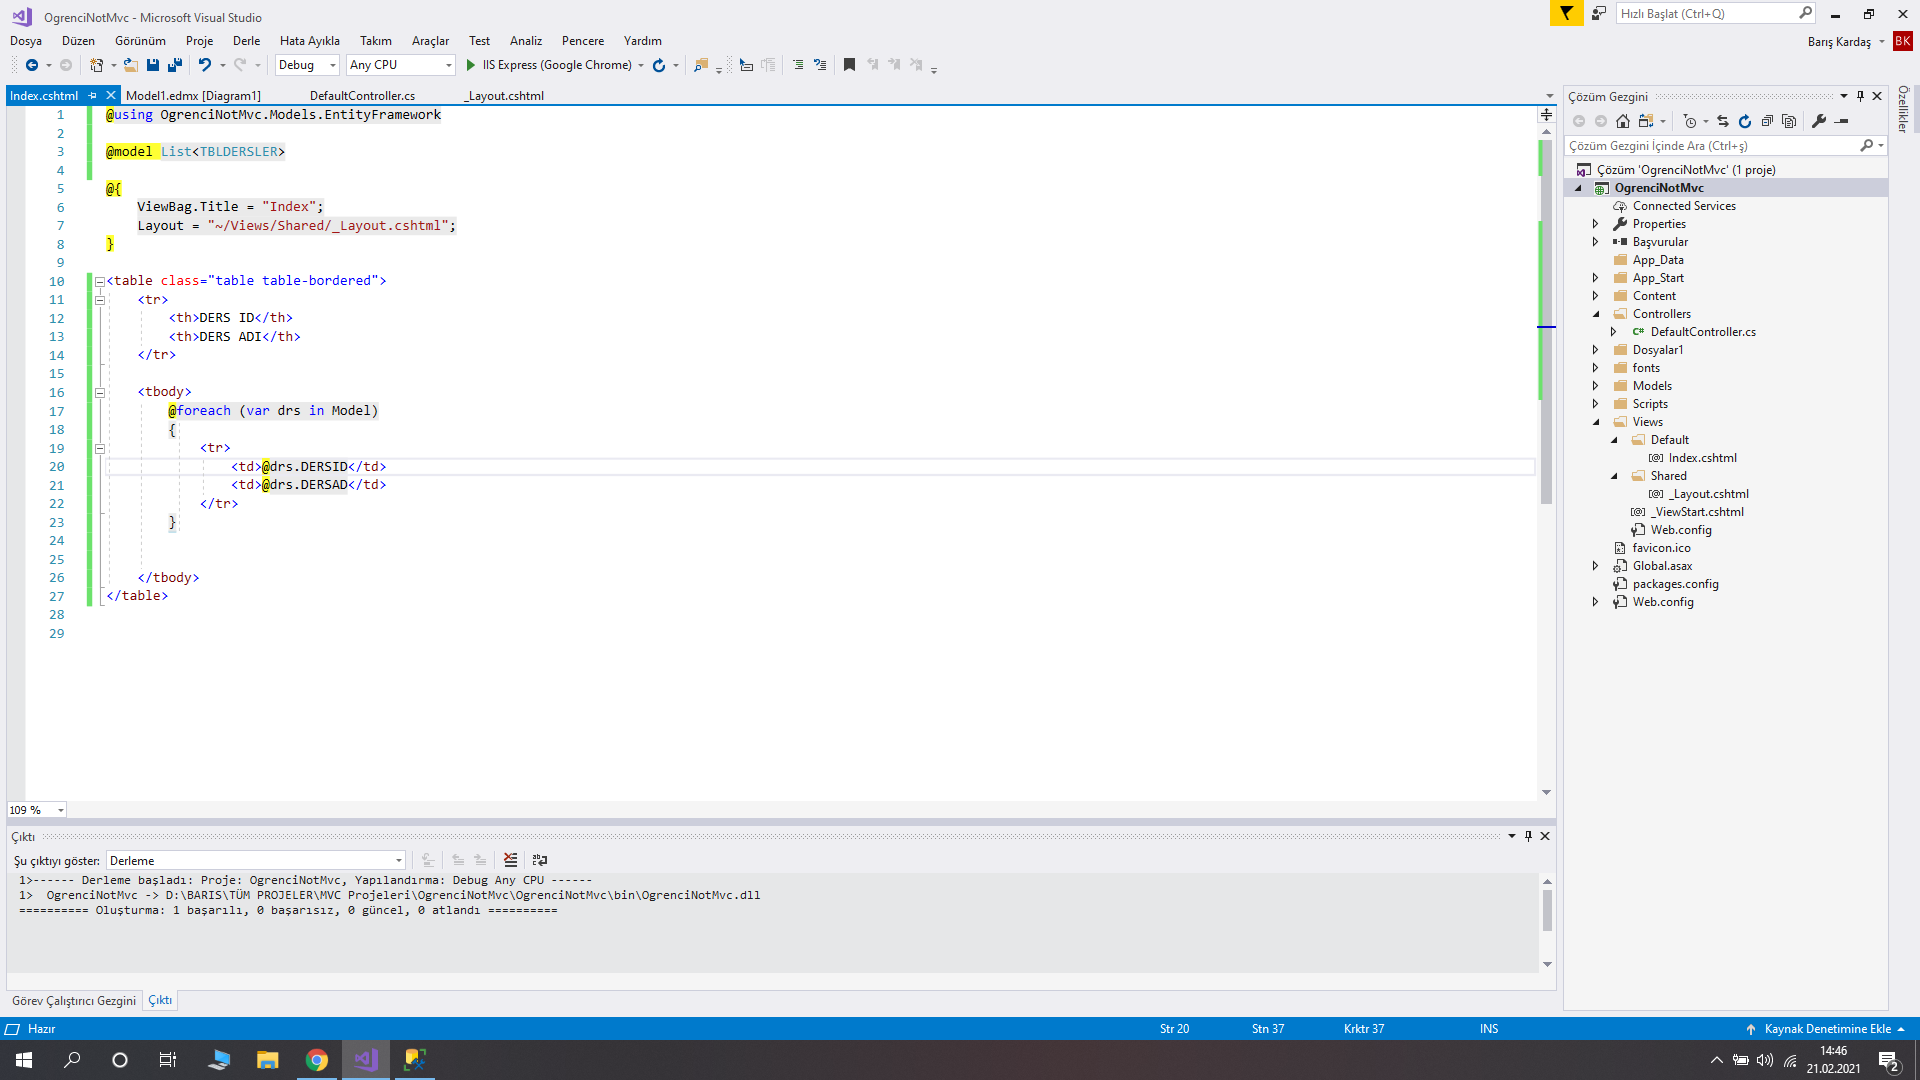 OgrenciNotMvc - Microsoft Visual Studio
Hızlı Başlat (Ctrl+Q)
Dosya Düzen Görünüm Proje Derle Hata Ayıkla Takım Araçlar Test Analiz Pencere Yardım
Barış Kardaş BK
Debug Any CPU IIS Express (Google Chrome)
Index.cshtml Model1.edmx [Diagram1] DefaultController.cs _Layout.cshtml
1 @using OgrenciNotMvc.Models.EntityFramework
2
3 @model List<TBLDERSLER>
4
5 @{
6 ViewBag.Title = "Index";
7 Layout = "~/Views/Shared/_Layout.cshtml";
8 }
9
10 <table class="table table-bordered">
11 <tr>
12 <th>DERS ID</th>
13 <th>DERS ADI</th>
14 </tr>
15
16 <tbody>
17 @foreach (var drs in Model)
18 {
19 <tr>
20 <td>@drs.DERSID</td>
21 <td>@drs.DERSAD</td>
22 </tr>
23 }
24
25
26 </tbody>
27 </table>
28
29
109 %
Çıktı
Şu çıktıyı göster: Derleme
1>------ Derleme başladı: Proje: OgrenciNotMvc, Yapılandırma: Debug Any CPU ------
1> OgrenciNotMvc -> D:\BARIS\TÜM PROJELER\MVC Projeleri\OgrenciNotMvc\OgrenciNotMvc\bin\OgrenciNotMvc.dll
========== Oluşturma: 1 başarılı, 0 başarısız, 0 güncel, 0 atlandı ==========
Görev Çalıştırıcı Gezgini Çıktı
Çözüm Gezgini
Çözüm Gezgini İçinde Ara (Ctrl+ş)
Çözüm 'OgrenciNotMvc' (1 proje)
OgrenciNotMvc
Connected Services
Properties
Başvurular
App_Data
App_Start
Content
Controllers
C# DefaultController.cs
Dosyalar1
fonts
Models
Scripts
Views
Default
[@] Index.cshtml
Shared
[@] _Layout.cshtml
[@] _ViewStart.cshtml
Web.config
favicon.ico
Global.asax
packages.config
Web.config
Özellikler
Hazır Str 20 Stn 37 Krktr 37 INS Kaynak Denetimine Ekle
14:46
21.02.2021
2